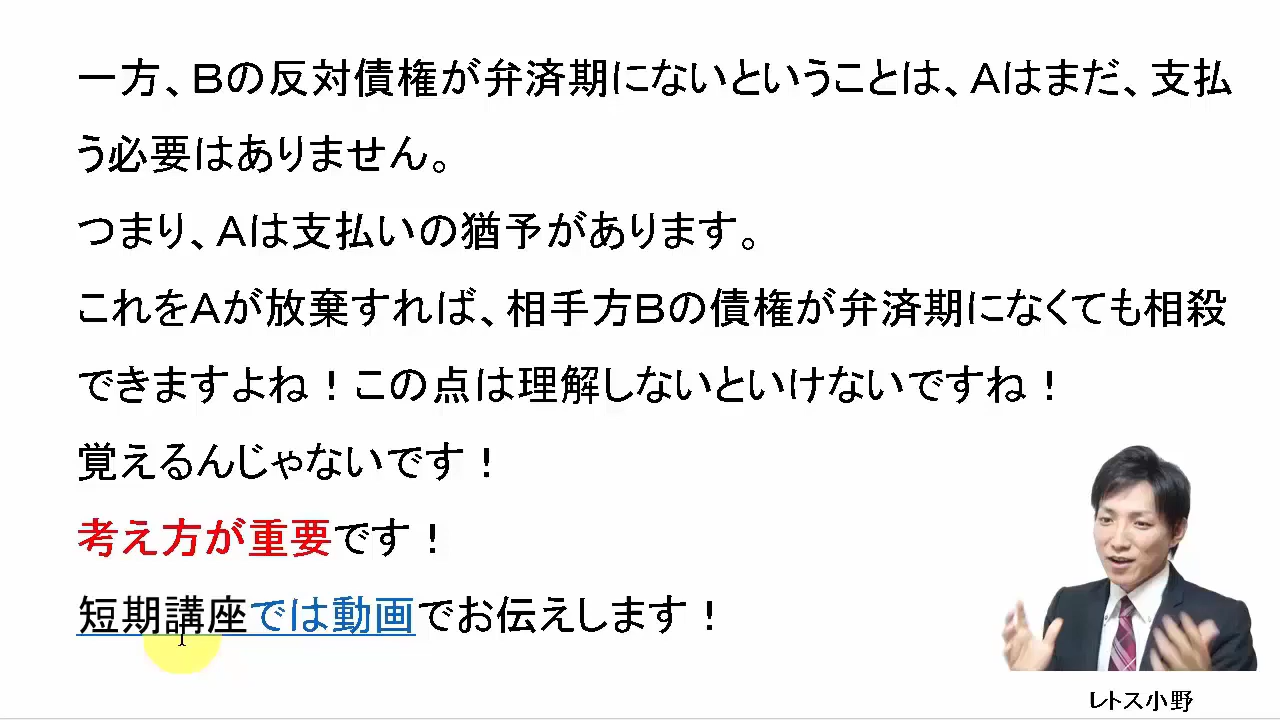 一方、Ｂの反対債権が弁済期にないということは、Ａはまだ、支払
う必要はありません。
つまり、Ａは支払いの猶予があります。
これをＡが放棄すれば、相手方Ｂの債権が弁済期になくても相殺
できますよね！この点は理解しないといけないですね！
覚えるんじゃないです！
考え方が重要です！
短期講座では動画でお伝えします！
レトス小野